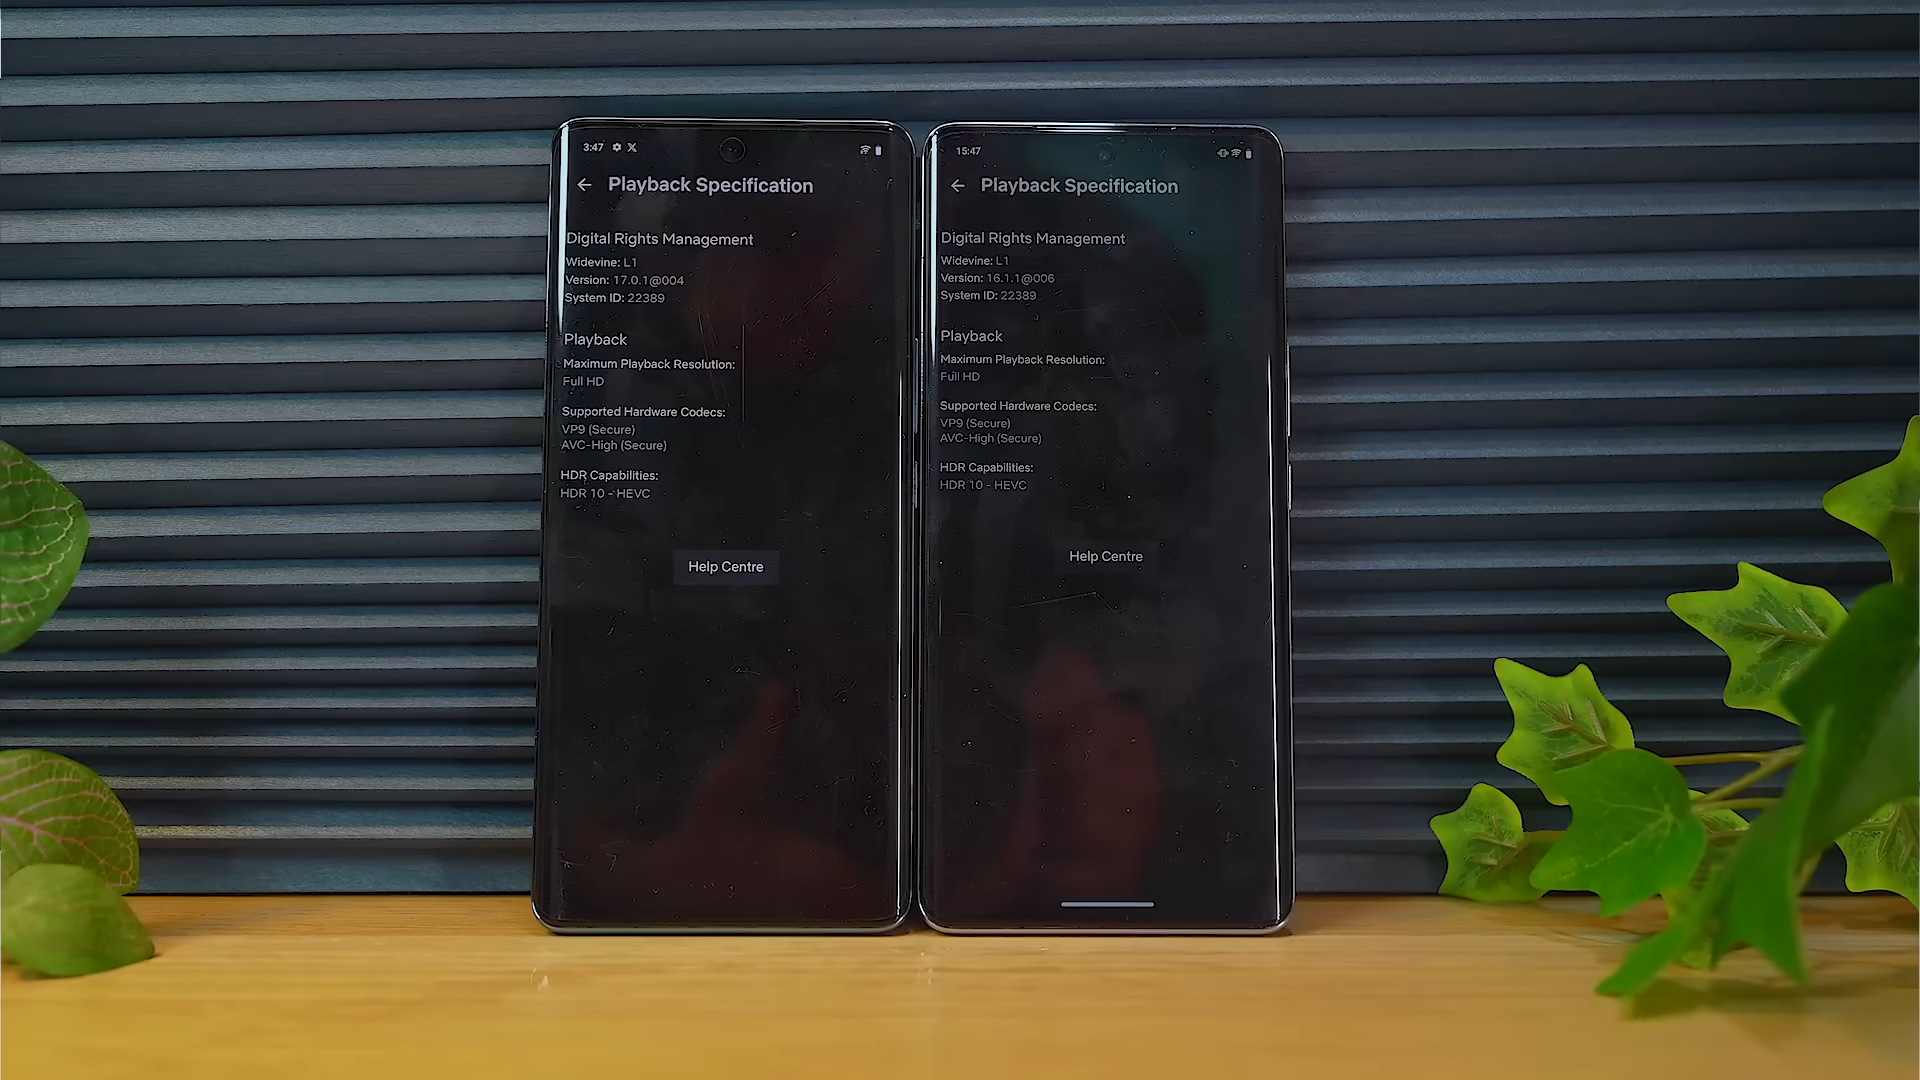 3:47
Playback Specification
Digital Rights Management
Widevine: L1
Version: 17.0.1@004
System ID: 22389
Playback
Maximum Playback Resolution:
Full HD
Supported Hardware Codecs:
VP9 (Secure)
AVC-High (Secure)
HDR Capabilities:
HDR 10 - HEVC
Help Centre
15:47
Playback Specification
Digital Rights Management
Widevine: L1
Version: 16.1.1@006
System ID: 22389
Playback
Maximum Playback Resolution:
Full HD
Supported Hardware Codecs:
VP9 (Secure)
AVC-High (Secure)
HDR Capabilities:
HDR 10 - HEVC
Help Centre